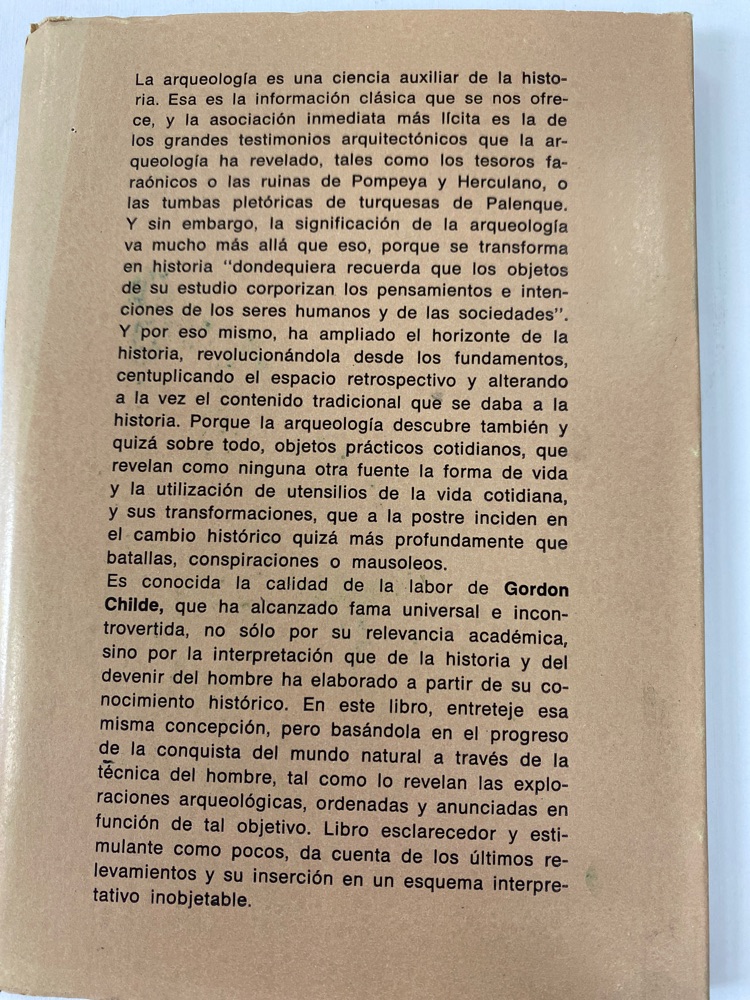 La arqueología es una ciencia auxiliar de la histo-
ria. Esa es la información clásica que se nos ofre-
ce, y la asociación inmediata más lícita es la de
los grandes testimonios arquitectónicos que la ar-
queología ha revelado, tales como los tesoros fa-
raónicos o las ruinas de Pompeya y Herculano, o
las tumbas pletóricas de turquesas de Palenque.
Y sin embargo, la significación de la arqueología
va mucho más allá que eso, porque se transforma
en historia "dondequiera recuerda que los objetos
de su estudio corporizan los pensamientos e inten-
ciones de los seres humanos y de las sociedades".
Y por eso mismo, ha ampliado el horizonte de la
historia, revolucionándola desde los fundamentos,
centuplicando el espacio retrospectivo y alterando
a la vez el contenido tradicional que se daba a la
historia. Porque la arqueología descubre también y
quizá sobre todo, objetos prácticos cotidianos, que
revelan como ninguna otra fuente la forma de vida
y la utilización de utensilios de la vida cotidiana,
y sus transformaciones, que a la postre inciden en
el cambio histórico quizá más profundamente que
batallas, conspiraciones o mausoleos.
Es conocida la calidad de la labor de Gordon
Childe, que ha alcanzado fama universal e incon-
trovertida, no sólo por su relevancia académica,
sino por la interpretación que de la historia y del
devenir del hombre ha elaborado a partir de su co-
nocimiento histórico. En este libro, entreteje esa
misma concepción, pero basándola en el progreso
de la conquista del mundo natural a través de la
técnica del hombre, tal como lo revelan las explo-
raciones arqueológicas, ordenadas y anunciadas en
función de tal objetivo. Libro esclarecedor y esti-
mulante como pocos, da cuenta de los últimos re-
levamientos y su inserción en un esquema interpre-
tativo inobjetable.